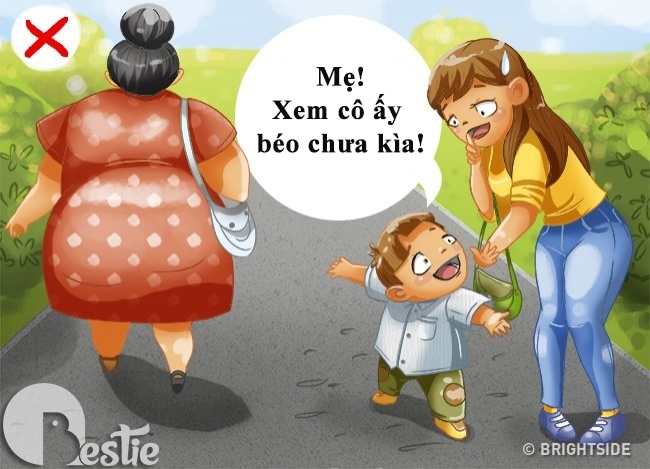 Mẹ!
Xem cô ấy
béo chưa kìa!
Bestie
© BRIGHTSIDE